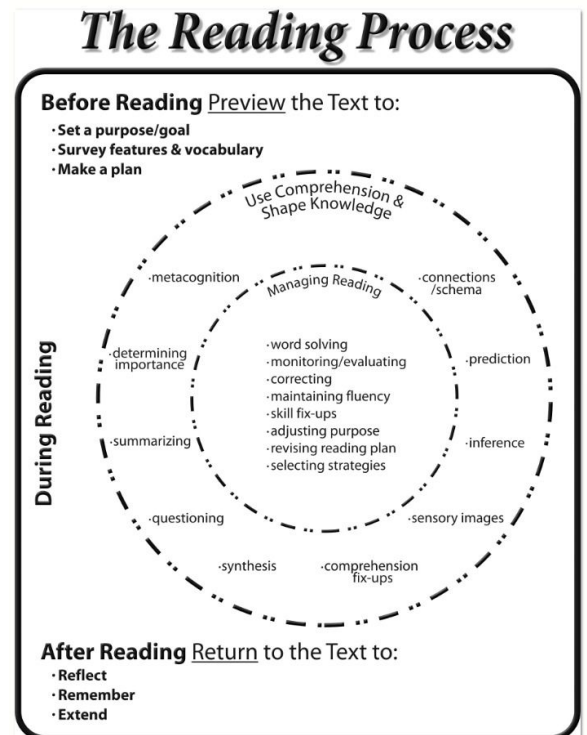 The Reading Process
Before Reading Preview the Text to:
· Set a purpose/goal
· Survey features & vocabulary
· Make a plan
Use Comprehension &
Shape Knowledge
·metacognition
·connections
/schema
Managing Reading
·determining
importance
·prediction
·word solving
·monitoring/evaluating
·correcting
·maintaining fluency
·skill fix-ups
·adjusting purpose
·revising reading plan
·selecting strategies
During Reading
·summarizing
·inference
·questioning
·sensory images
·synthesis
·comprehension
fix-ups
After Reading Return to the Text to:
· Reflect
· Remember
· Extend